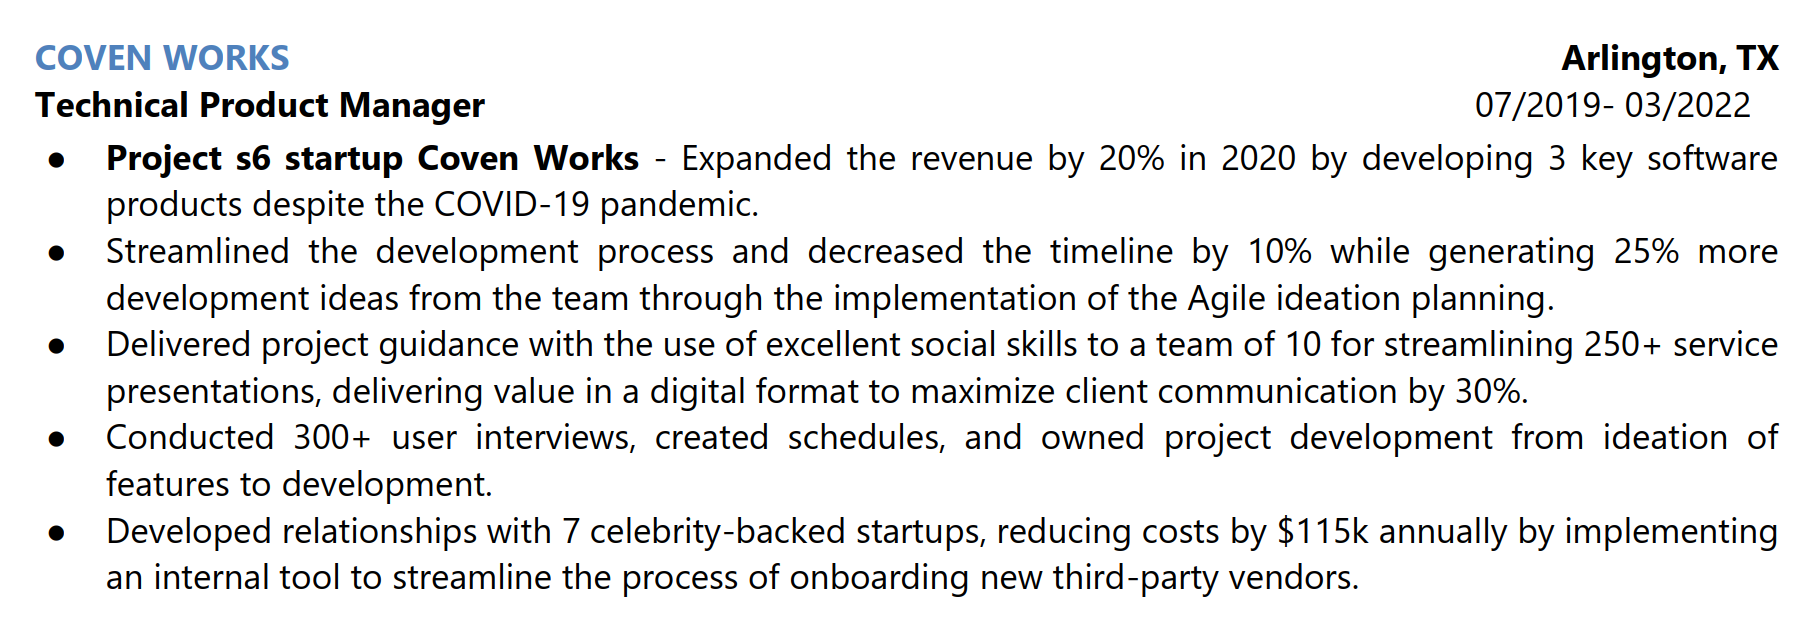 COVEN WORKS Arlington, TX
Technical Product Manager 07/2019- 03/2022
● Project s6 startup Coven Works - Expanded the revenue by 20% in 2020 by developing 3 key software
products despite the COVID-19 pandemic.
● Streamlined the development process and decreased the timeline by 10% while generating 25% more
development ideas from the team through the implementation of the Agile ideation planning.
● Delivered project guidance with the use of excellent social skills to a team of 10 for streamlining 250+ service
presentations, delivering value in a digital format to maximize client communication by 30%.
● Conducted 300+ user interviews, created schedules, and owned project development from ideation of
features to development.
● Developed relationships with 7 celebrity-backed startups, reducing costs by $115k annually by implementing
an internal tool to streamline the process of onboarding new third-party vendors.